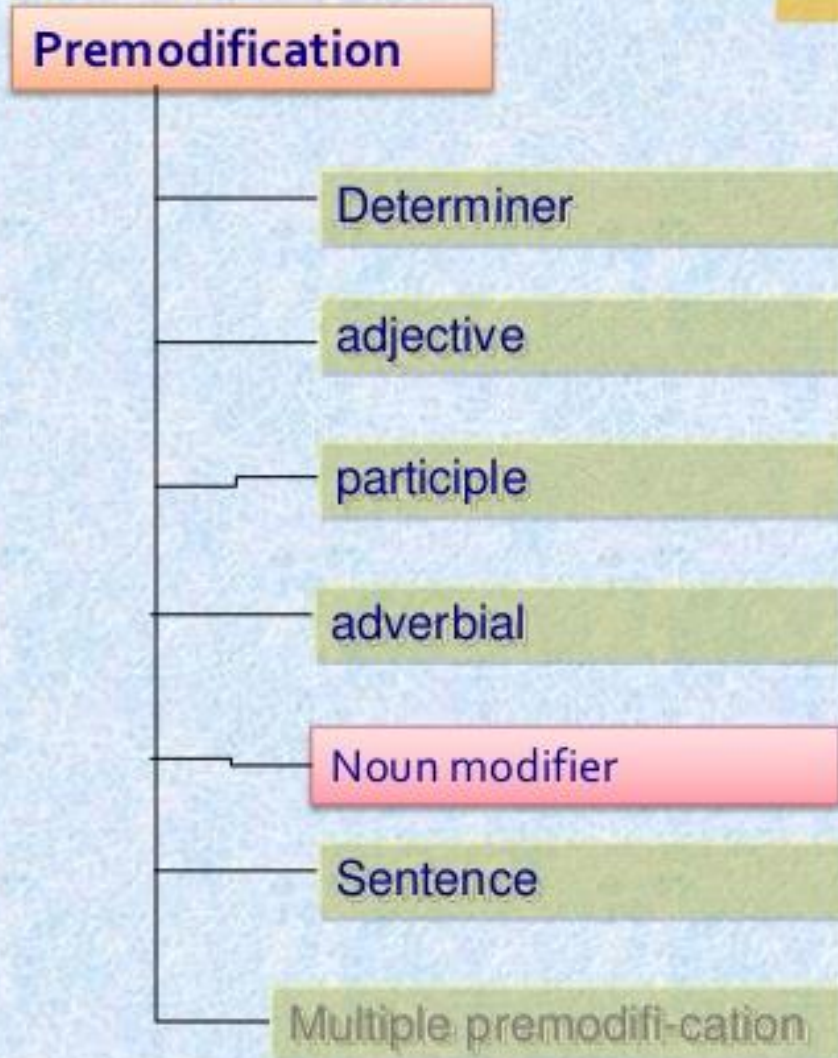 Premodification
Determiner
adjective
participle
adverbial
Noun modifier
Sentence
Multiple premodifi-cation